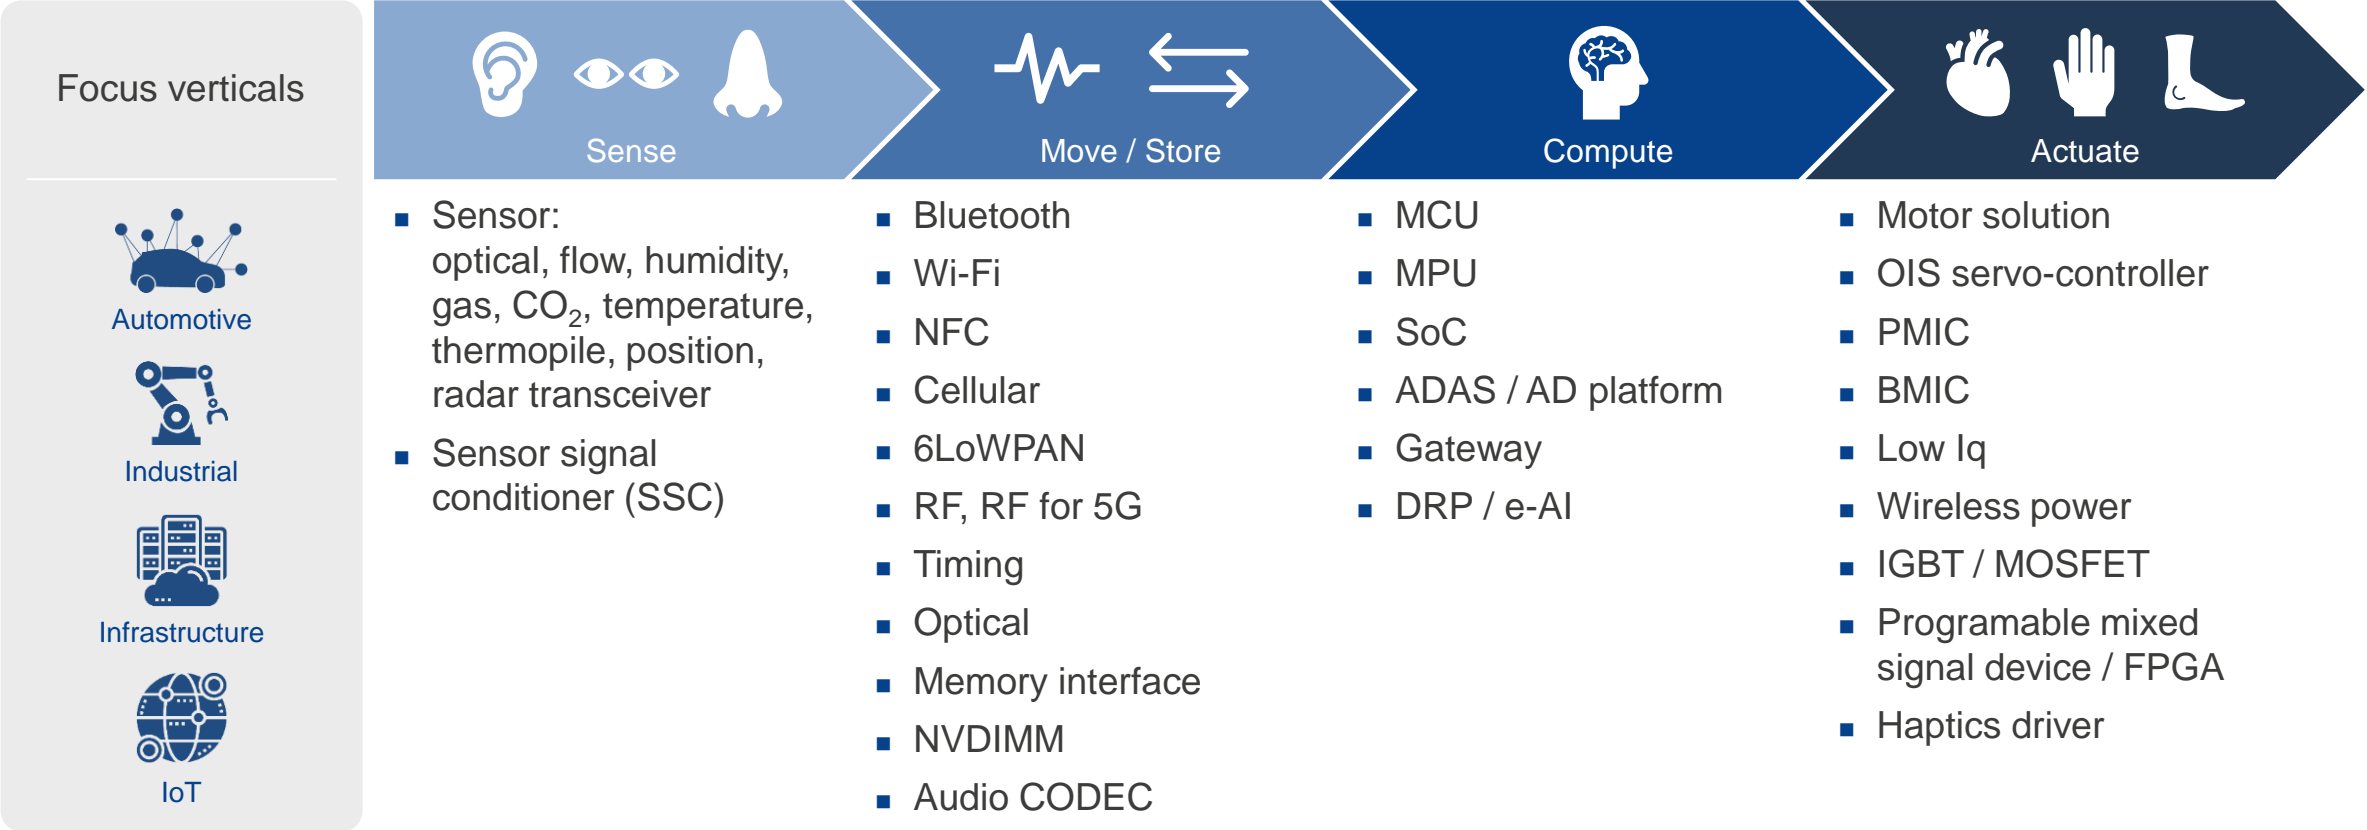 Focus verticals
Automotive
Industrial
Infrastructure
IoT
Sense
Sensor:
optical, flow, humidity,
gas, CO₂, temperature,
thermopile, position,
radar transceiver
Sensor signal
conditioner (SSC)
Move / Store
Bluetooth
Wi-Fi
NFC
Cellular
6LoWPAN
RF, RF for 5G
Timing
Optical
Memory interface
NVDIMM
Audio CODEC
Compute
MCU
MPU
SoC
ADAS / AD platform
Gateway
DRP / e-AI
Actuate
Motor solution
OIS servo-controller
PMIC
BMIC
Low Iq
Wireless power
IGBT / MOSFET
Programable mixed
signal device / FPGA
Haptics driver